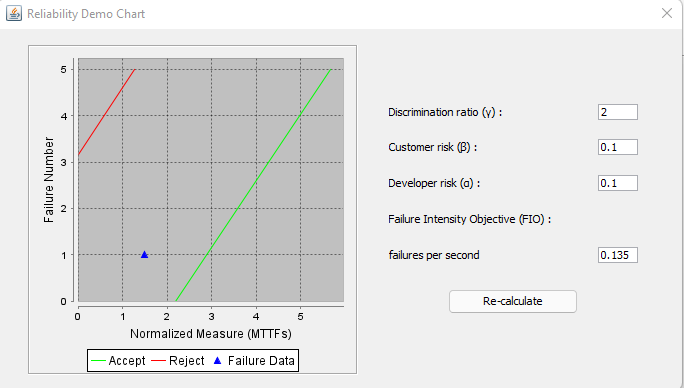 Reliability Demo Chart
5
4
3
2
1
0
Failure Number
0 1 2 3 4 5
Normalized Measure (MTTFs)
Accept Reject Failure Data
Discrimination ratio (γ) : 2
Customer risk (β) : 0.1
Developer risk (α) : 0.1
Failure Intensity Objective (FIO) :
failures per second 0.135
Re-calculate